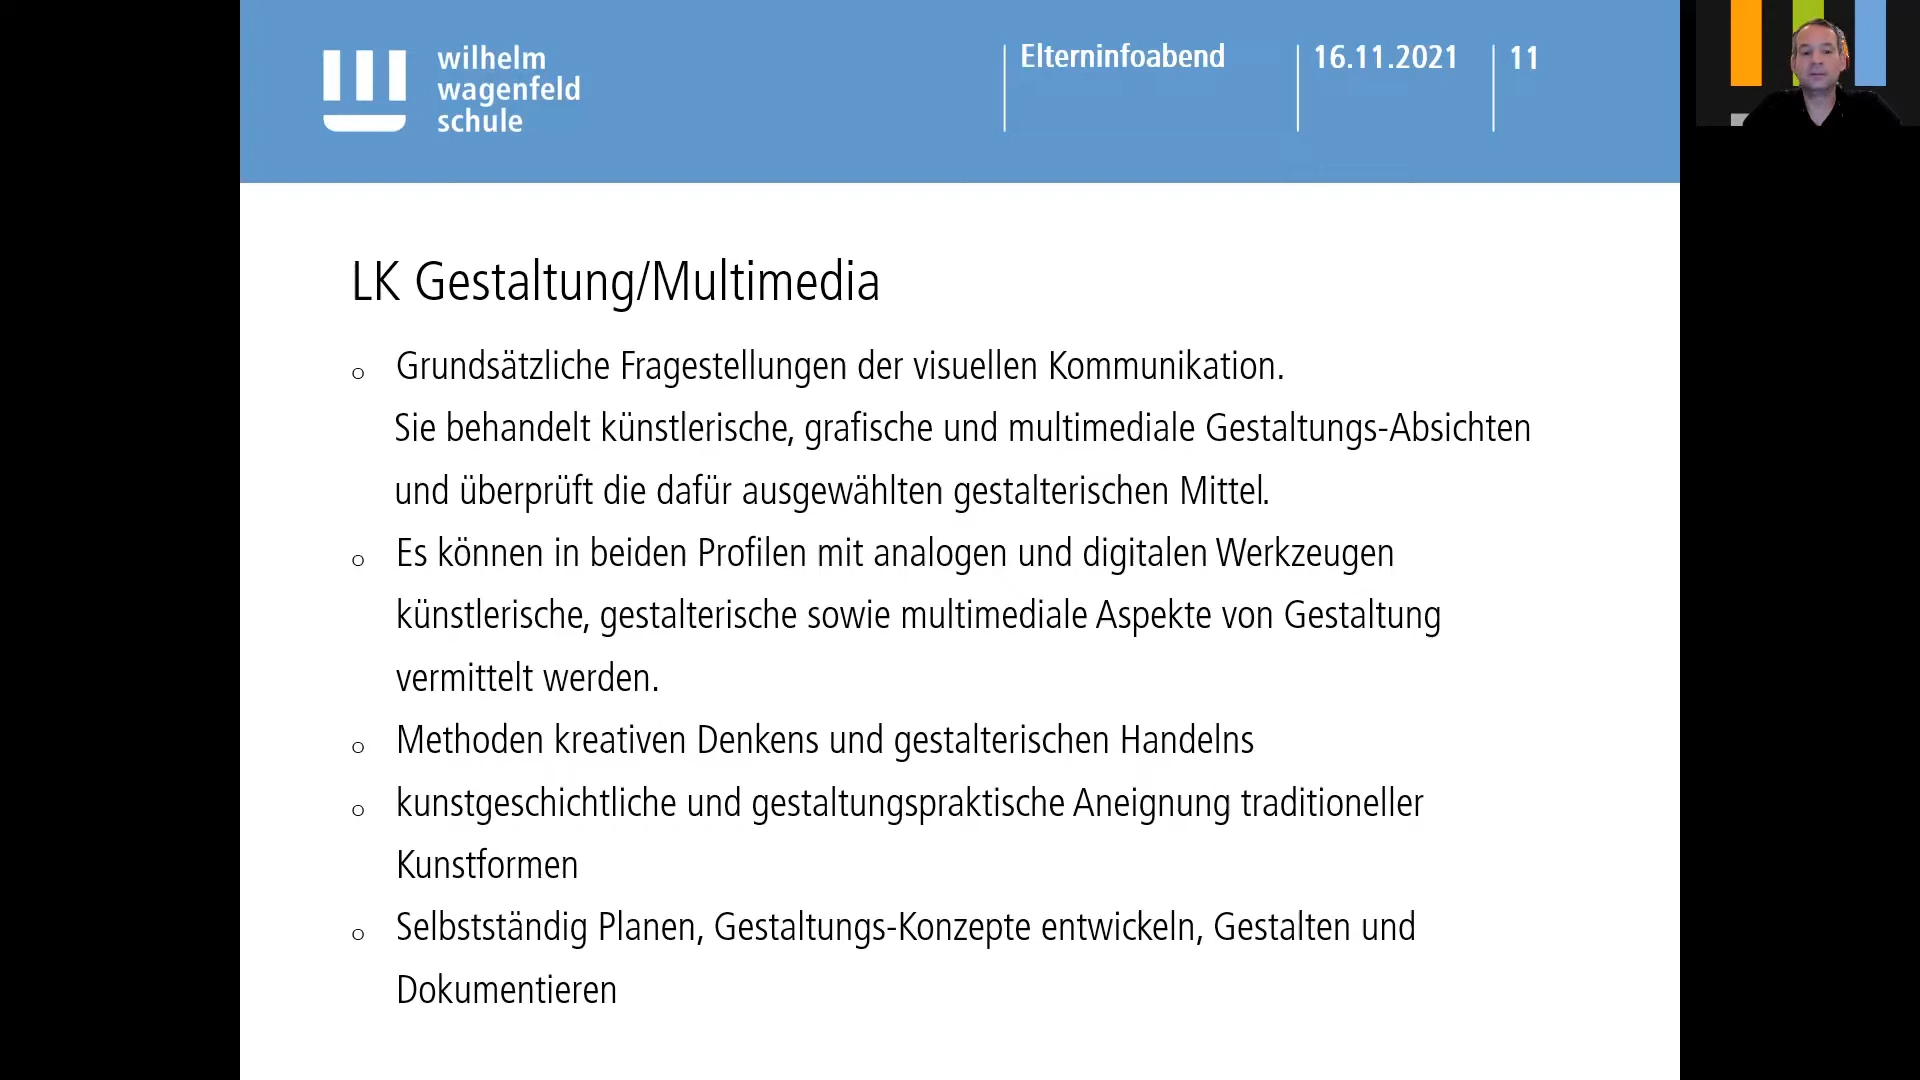 wilhelm
wagenfeld
schule
Elterninfoabend
16.11.2021
11
LK Gestaltung/Multimedia
o Grundsätzliche Fragestellungen der visuellen Kommunikation.
Sie behandelt künstlerische, grafische und multimediale Gestaltungs-Absichten
und überprüft die dafür ausgewählten gestalterischen Mittel.
o Es können in beiden Profilen mit analogen und digitalen Werkzeugen
künstlerische, gestalterische sowie multimediale Aspekte von Gestaltung
vermittelt werden.
o Methoden kreativen Denkens und gestalterischen Handelns
o kunstgeschichtliche und gestaltungspraktische Aneignung traditioneller
Kunstformen
o Selbstständig Planen, Gestaltungs-Konzepte entwickeln, Gestalten und
Dokumentieren